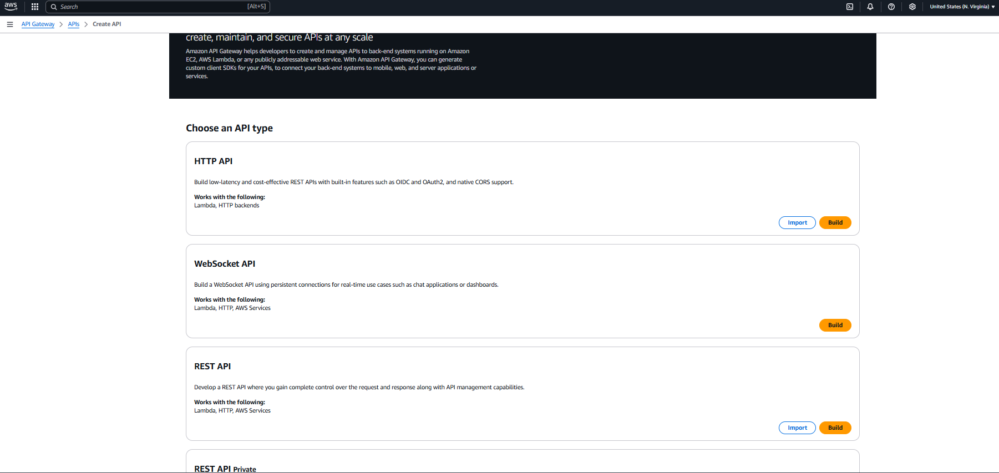 aws
Search
[Alt+S]
United States (N. Virginia)
API Gateway
APIs
Create API
create, maintain, and secure APIs at any scale
Amazon API Gateway helps developers to create and manage APIs to back-end systems running on Amazon
EC2, AWS Lambda, or any publicly addressable web service. With Amazon API Gateway, you can generate
custom client SDKs for your APIs, to connect your back-end systems to mobile, web, and server applications or
services.
Choose an API type
HTTP API
Build low-latency and cost-effective REST APIs with built-in features such as OIDC and OAuth2, and native CORS support.
Works with the following:
Lambda, HTTP backends
Import
Build
WebSocket API
Build a WebSocket API using persistent connections for real-time use cases such as chat applications or dashboards.
Works with the following:
Lambda, HTTP, AWS Services
Build
REST API
Develop a REST API where you gain complete control over the request and response along with API management capabilities.
Works with the following:
Lambda, HTTP, AWS Services
Import
Build
REST API Private